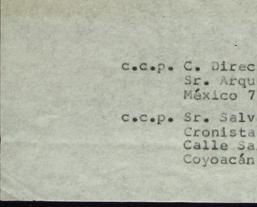 c.c.p. C. Direc
Sr. Arqu
México 7
c.c.p. Sr. Salv
Cronista
Calle Sa
Coyoacán